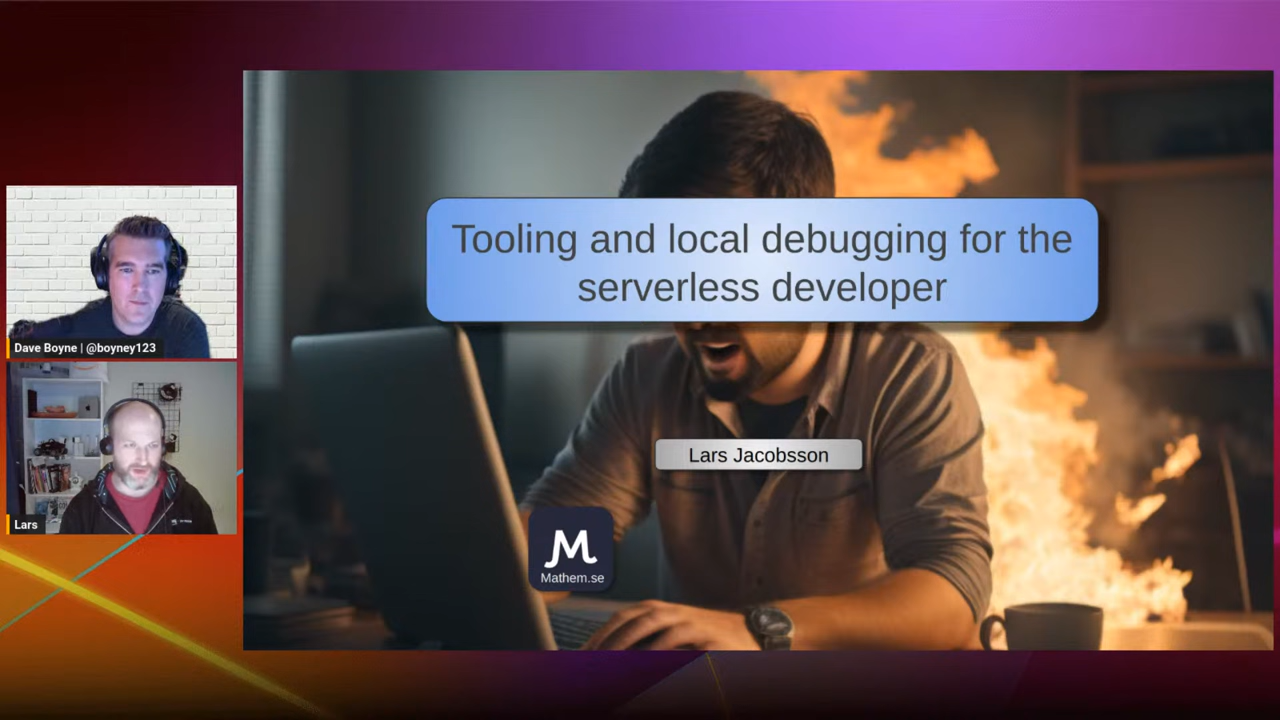 Tooling and local debugging for the
serverless developer
Dave Boyne | @boyney123
Lars Jacobsson
Lars
M
Mathem.se